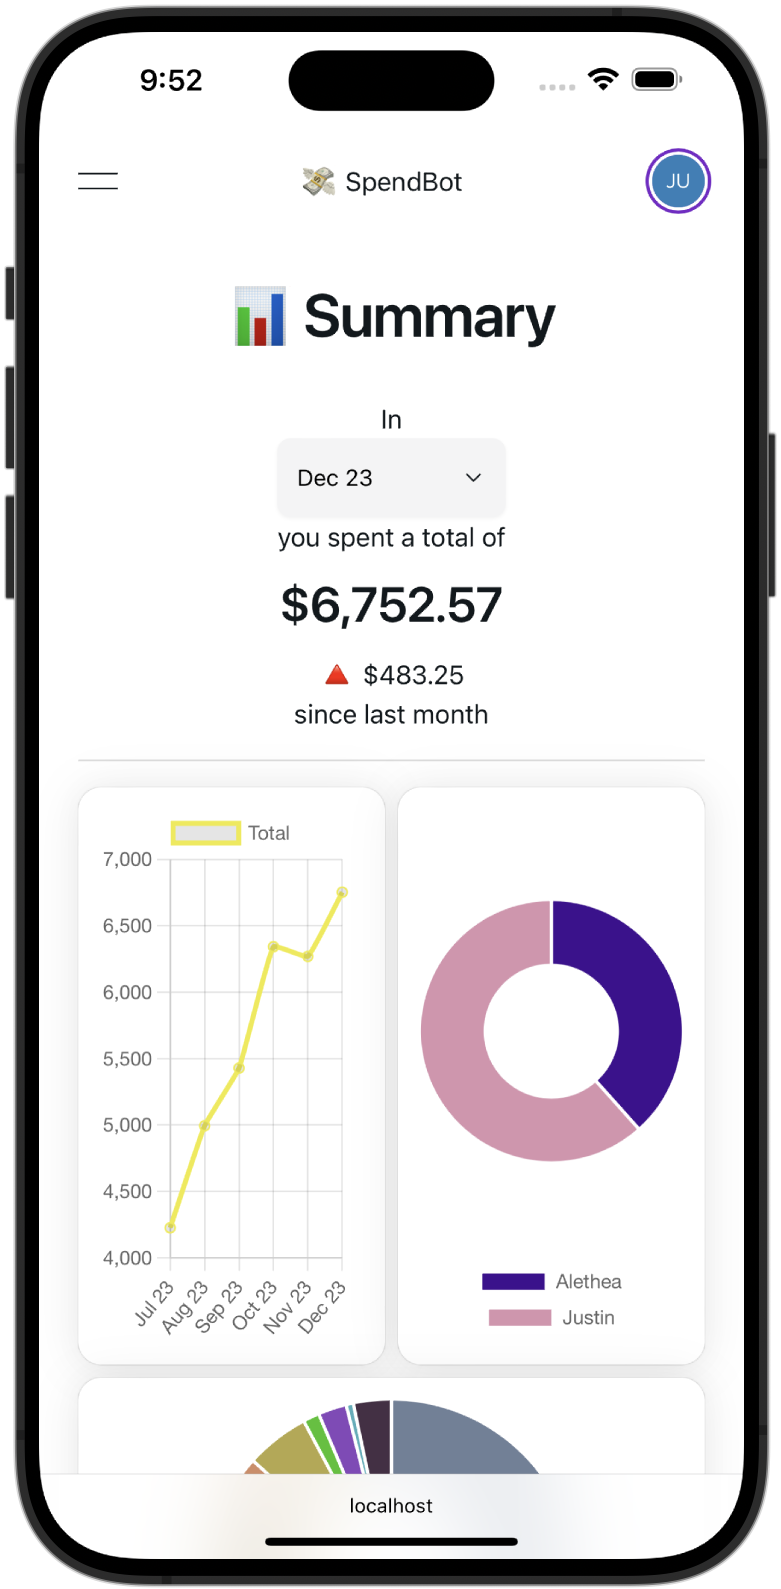 9:52
SpendBot
JU
Summary
In
Dec 23
you spent a total of
$6,752.57
$483.25
since last month
Total
7,000
6,500
6,000
5,500
5,000
4,500
4,000
Jul 23
Aug 23
Sep 23
Oct 23
Nov 23
Dec 23
Alethea
Justin
localhost